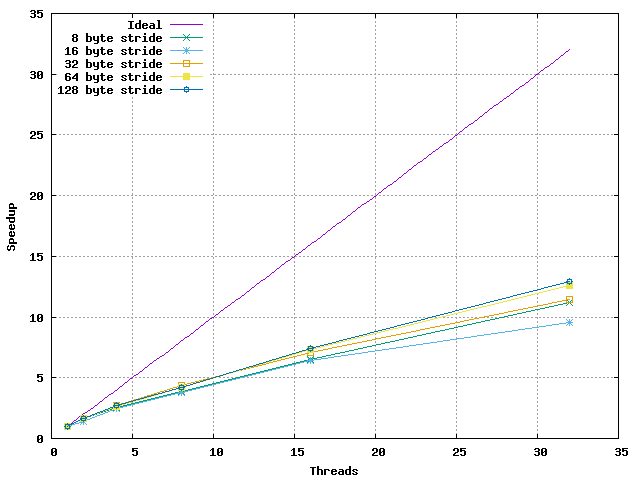 35
30
25
20
15
10
5
0
Speedup
Ideal
8 byte stride
16 byte stride
32 byte stride
64 byte stride
128 byte stride
0 5 10 15 20 25 30 35
Threads